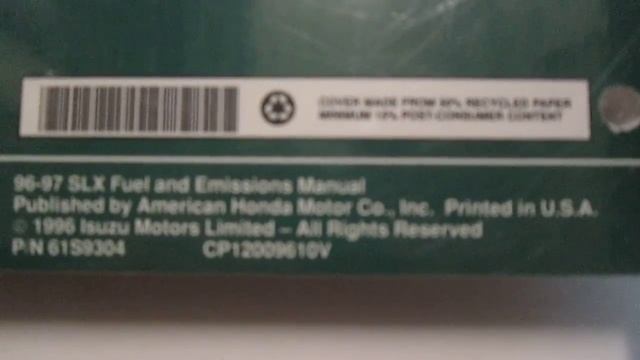 COVER MADE FROM 40% RECYCLED PAPER
MINIMUM 10% POST-CONSUMER CONTENT
96-97 SLX Fuel and Emissions Manual
Published by American Honda Motor Co., Inc. Printed in U.S.A.
© 1996 Isuzu Motors Limited – All Rights Reserved
P/N 61S9304 CP12009610V